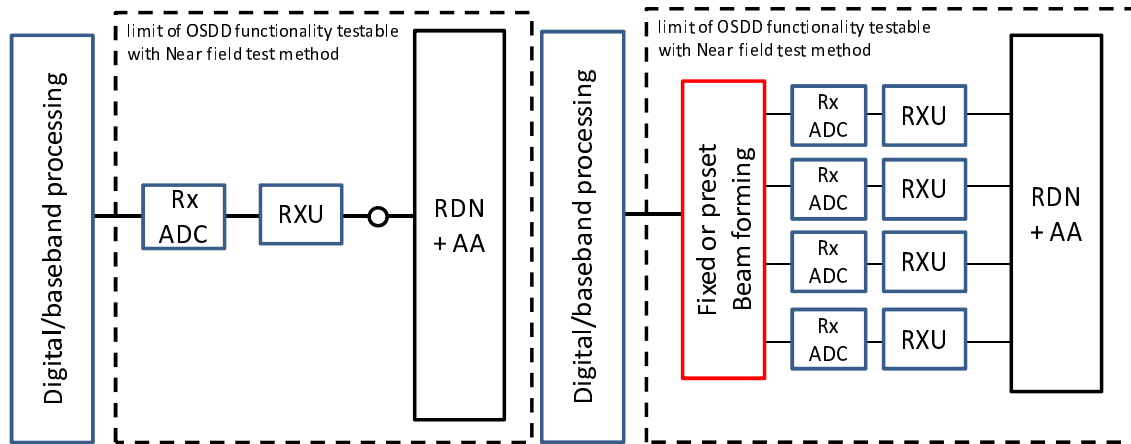 limit of OSDD functionality testable
with Near field test method
Digital/baseband processing
Rx
ADC
RXU
RDN
+ AA
limit of OSDD functionality testable
with Near field test method
Digital/baseband processing
Fixed or preset
Beam forming
Rx
ADC
RXU
Rx
ADC
RXU
Rx
ADC
RXU
Rx
ADC
RXU
RDN
+ AA